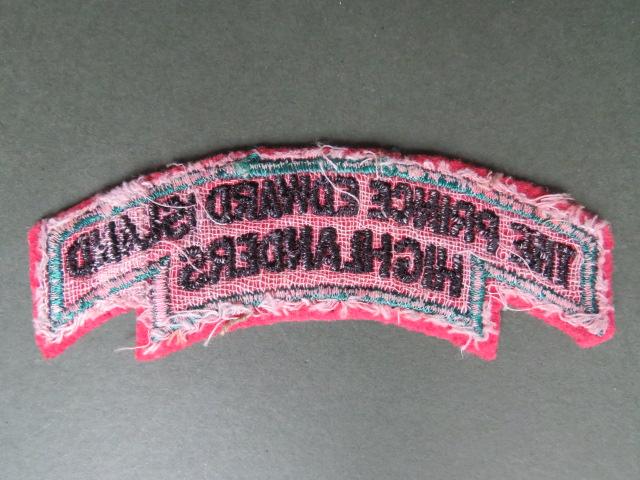 THE PRINCE EDWARD ISLAND
HIGHLANDERS